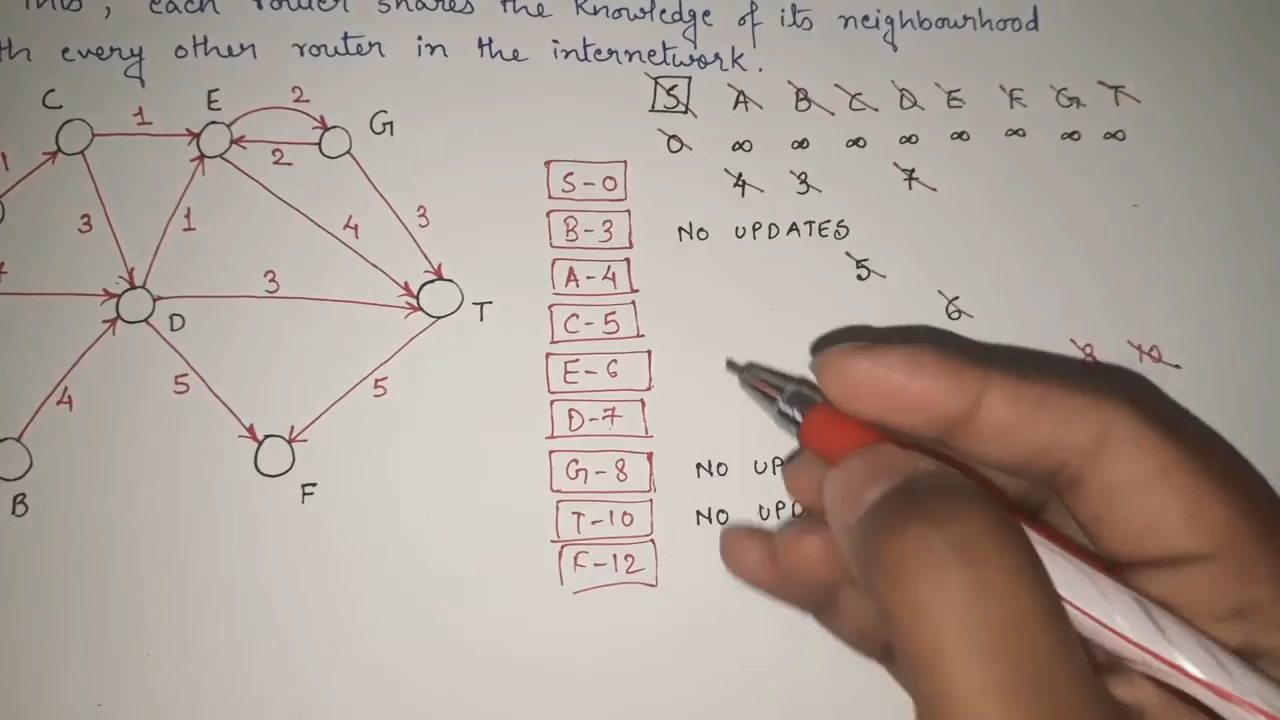 this, each router shares the knowledge of its neighbourhood
th every other router in the internetwork.
S A B C D E F G T
0 ∞ ∞ ∞ ∞ ∞ ∞ ∞ ∞
4 3 7
S-0
B-3 NO UPDATES
A-4 5
C-5 6
E-6 8 10
D-7
G-8 NO UP
T-10 NO UPD
F-12
C 1 E 2 G
2
1
3 1 4 3
3
D T
4 5 5
B F